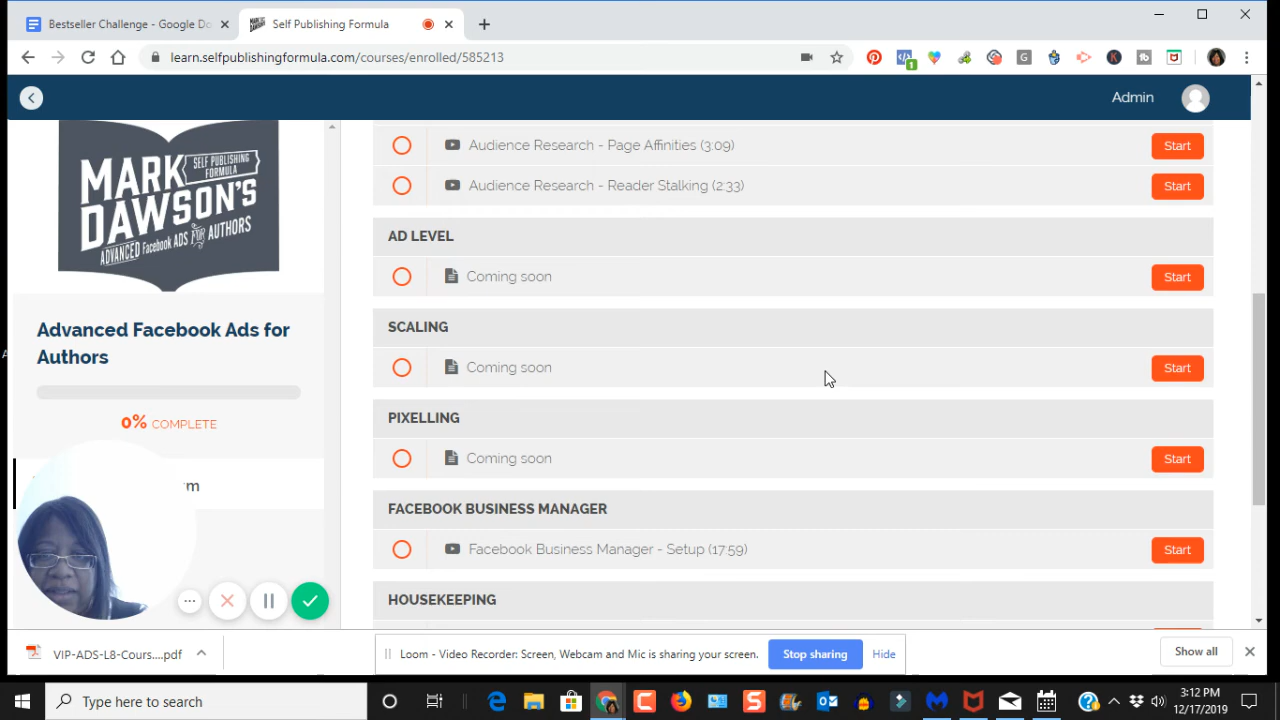 Bestseller Challenge - Google Do
Self Publishing Formula
learn.selfpublishingformula.com/courses/enrolled/585213
Admin
MARK
DAWSON'S
SELF PUBLISHING
FORMULA
ADVANCED Facebook ADS FOR AUTHORS
Advanced Facebook Ads for
Authors
0% COMPLETE
Audience Research - Page Affinities (3:09)
Start
Audience Research - Reader Stalking (2:33)
Start
AD LEVEL
Coming soon
Start
SCALING
Coming soon
Start
PIXELLING
Coming soon
Start
FACEBOOK BUSINESS MANAGER
Facebook Business Manager - Setup (17:59)
Start
HOUSEKEEPING
VIP-ADS-L8-Cours....pdf
Loom - Video Recorder: Screen, Webcam and Mic is sharing your screen.
Stop sharing
Hide
Show all
Type here to search
3:12 PM
12/17/2019